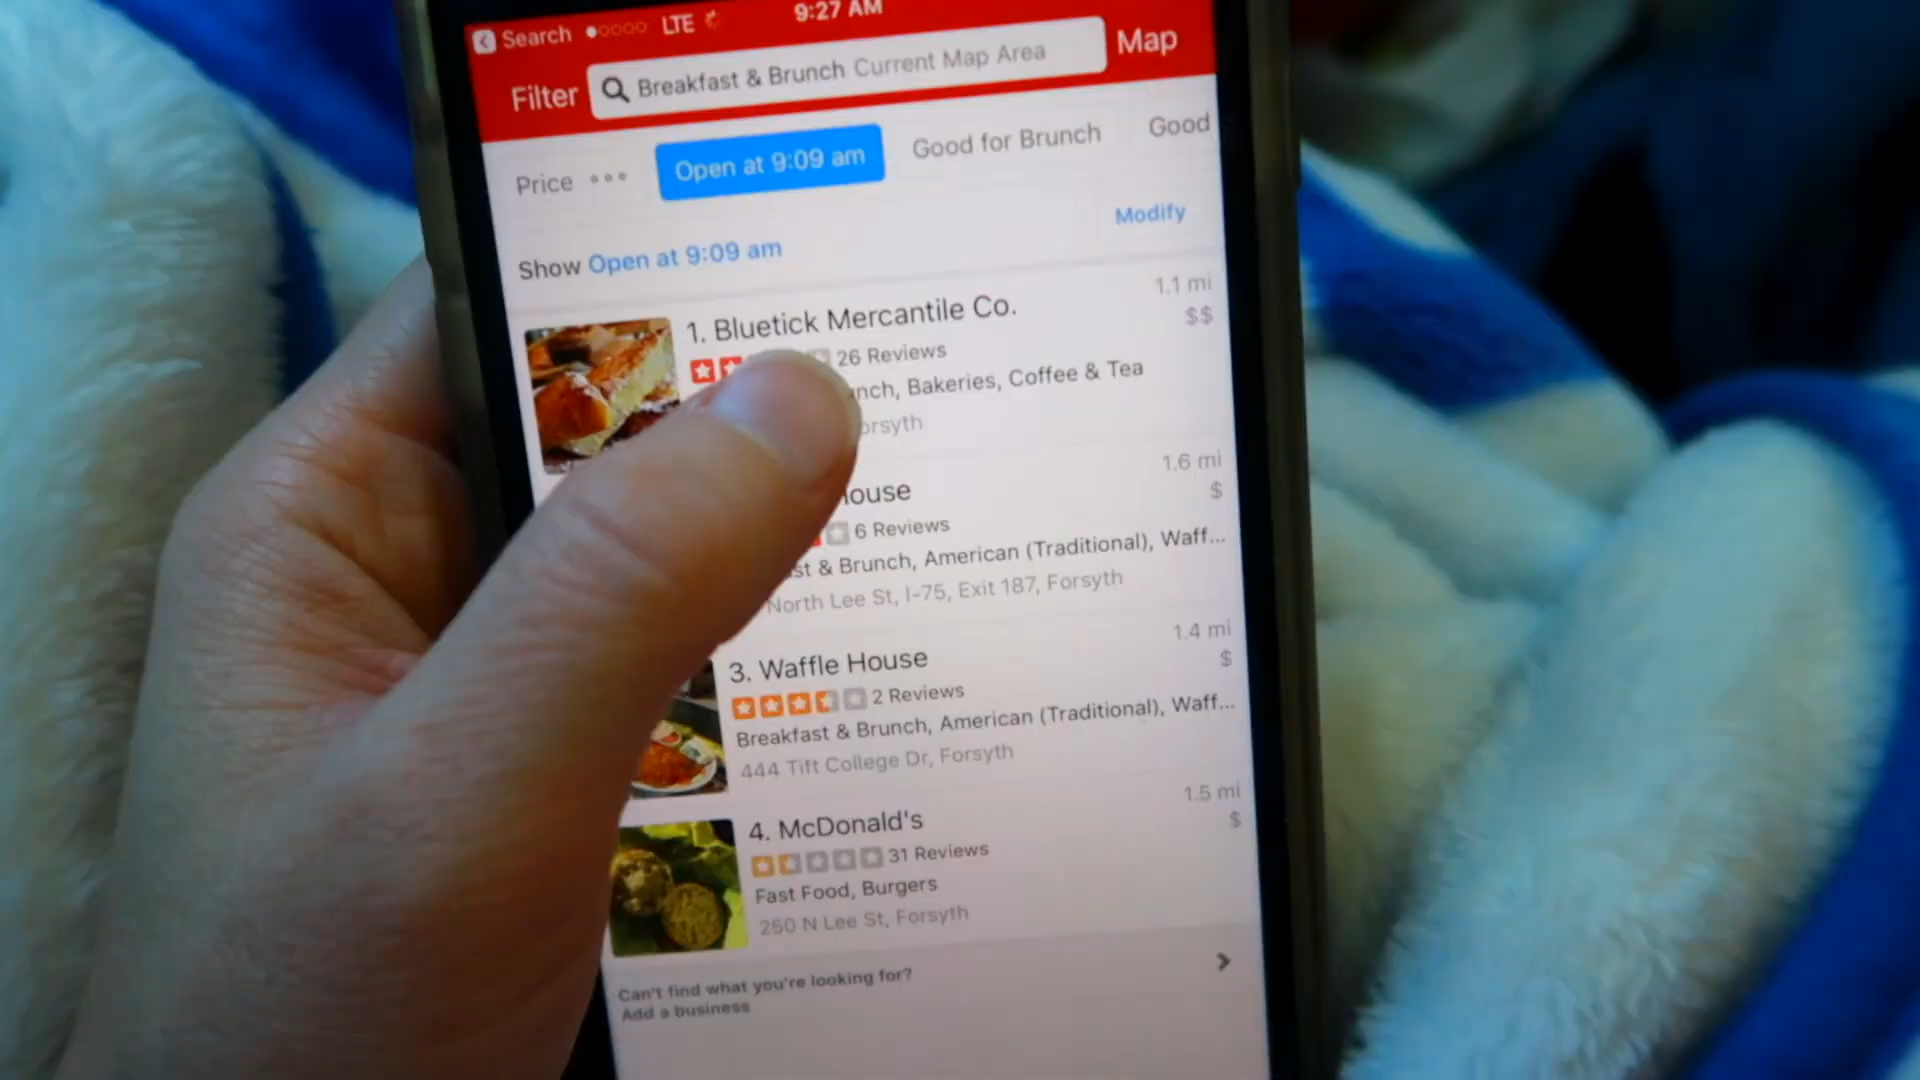 Search LTE 9:27 AM
Filter Breakfast & Brunch Current Map Area Map
Price Open at 9:09 am Good for Brunch Good
Show Open at 9:09 am Modify
1. Bluetick Mercantile Co. 1.1 mi
26 Reviews $$
Bakeries, Coffee & Tea
1.6 mi
6 Reviews $
& Brunch, American (Traditional), Waff...
North Lee St, I-75, Exit 187, Forsyth
3. Waffle House 1.4 mi
2 Reviews $
Breakfast & Brunch, American (Traditional), Waff...
444 Tift College Dr, Forsyth
4. McDonald's 1.5 mi
31 Reviews $
Fast Food, Burgers
260 N Lee St, Forsyth
Can't find what you're looking for?
Add a business